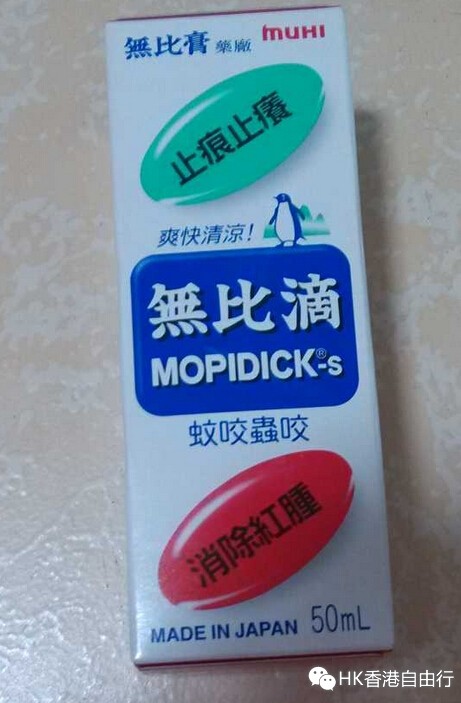 無比膏 藥廠 MUHI
止痕止癢
爽快清涼!
無比滴
MOPIDICK®-s
蚊咬蟲咬
消除紅腫
MADE IN JAPAN 50mL
HK香港自由行